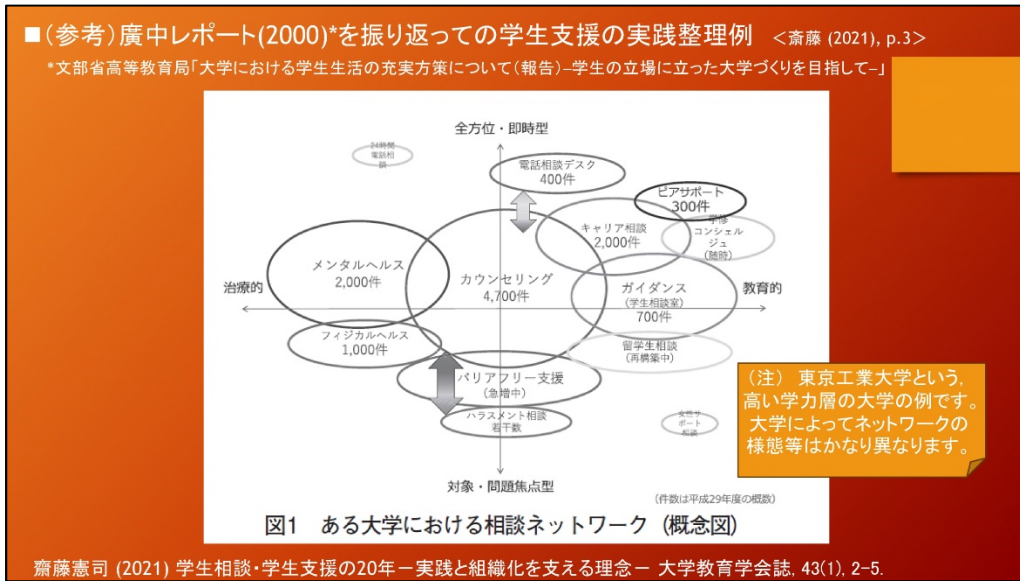 ■(参考)廣中レポート(2000)*を振り返っての学生支援の実践整理例 <斎藤 (2021), p.3>
*文部省高等教育局「大学における学生生活の充実方策について(報告)-学生の立場に立った大学づくりを目指して-」
全方位・即時型
24時間
電話相
談
電話相談デスク
400件
ピアサポート
300件
学修
コンシェル
ジュ
(随時)
キャリア相談
2,000件
メンタルヘルス
2,000件
カウンセリング
4,700件
ガイダンス
(学生相談室)
700件
治療的
教育的
フィジカルヘルス
1,000件
留学生相談
(再構築中)
バリアフリー支援
(急増中)
ハラスメント相談
若干数
女性サ
ポート
相談
対象・問題焦点型
(件数は平成29年度の概数)
図1 ある大学における相談ネットワーク(概念図)
(注) 東京工業大学という,
高い学力層の大学の例です。
大学によってネットワークの
様態等はかなり異なります。
齋藤憲司 (2021) 学生相談・学生支援の20年-実践と組織化を支える理念- 大学教育学会誌, 43(1), 2-5.